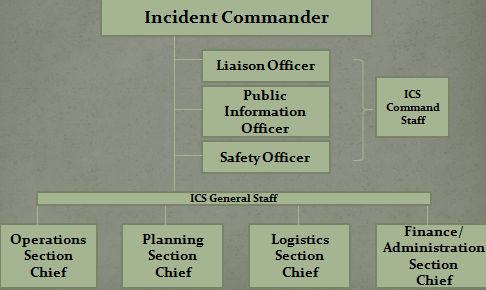 Incident Commander
Liaison Officer
Public
Information
Officer
Safety Officer
ICS
Command
Staff
ICS General Staff
Operations
Section
Chief
Planning
Section
Chief
Logistics
Section
Chief
Finance/
Administration
Section
Chief